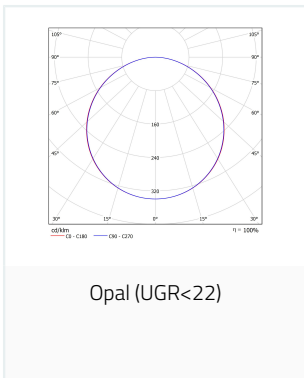 105° 105°
90° 90°
75° 75°
60° 60°
160
45° 45°
240
320
30° 15° 0° 15° 30°
cd/klm η = 100%
C0 - C180 C90 - C270
Opal (UGR<22)